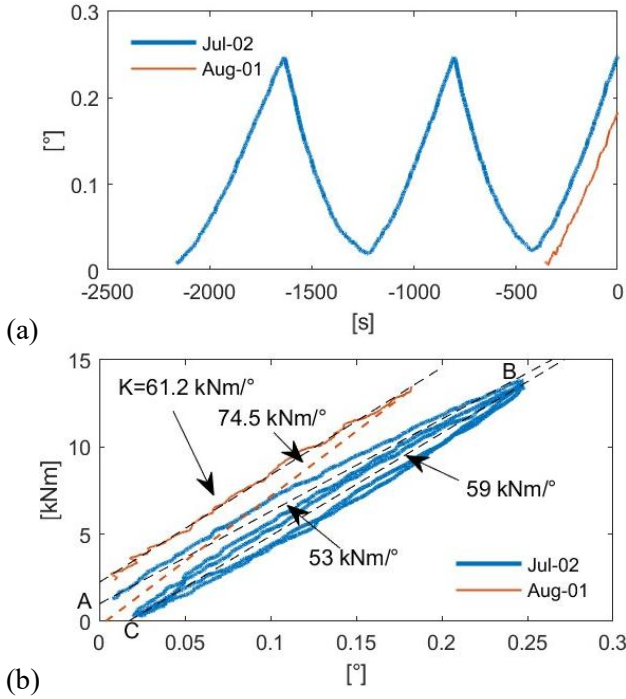 0.3
Jul-02
Aug-01
0.2
[°]
0.1
0
-2500 -2000 -1500 -1000 -500 0
[s]
(a)
15
B
K=61.2 kNm/°
74.5 kNm/°
10
[kNm]
59 kNm/°
5
53 kNm/°
Jul-02
A
Aug-01
0
C
0 0.05 0.1 0.15 0.2 0.25 0.3
[°]
(b)